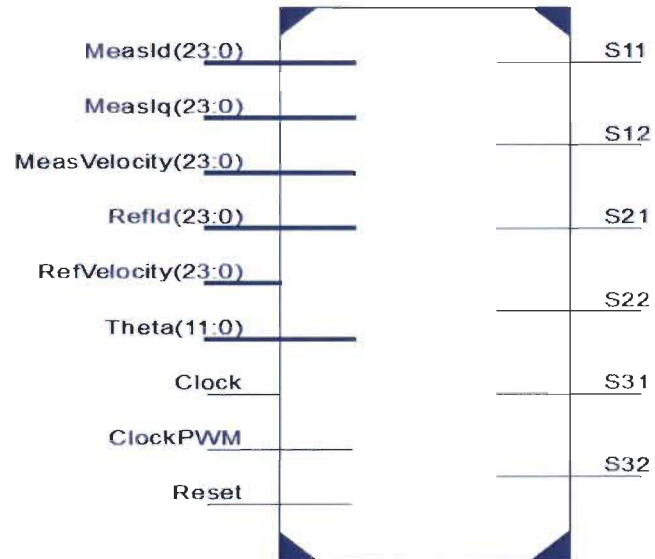 MeasId(23:0)
MeasIq(23:0)
MeasVelocity(23:0)
RefId(23:0)
RefVelocity(23:0)
Theta(11:0)
Clock
ClockPWM
Reset
S11
S12
S21
S22
S31
S32